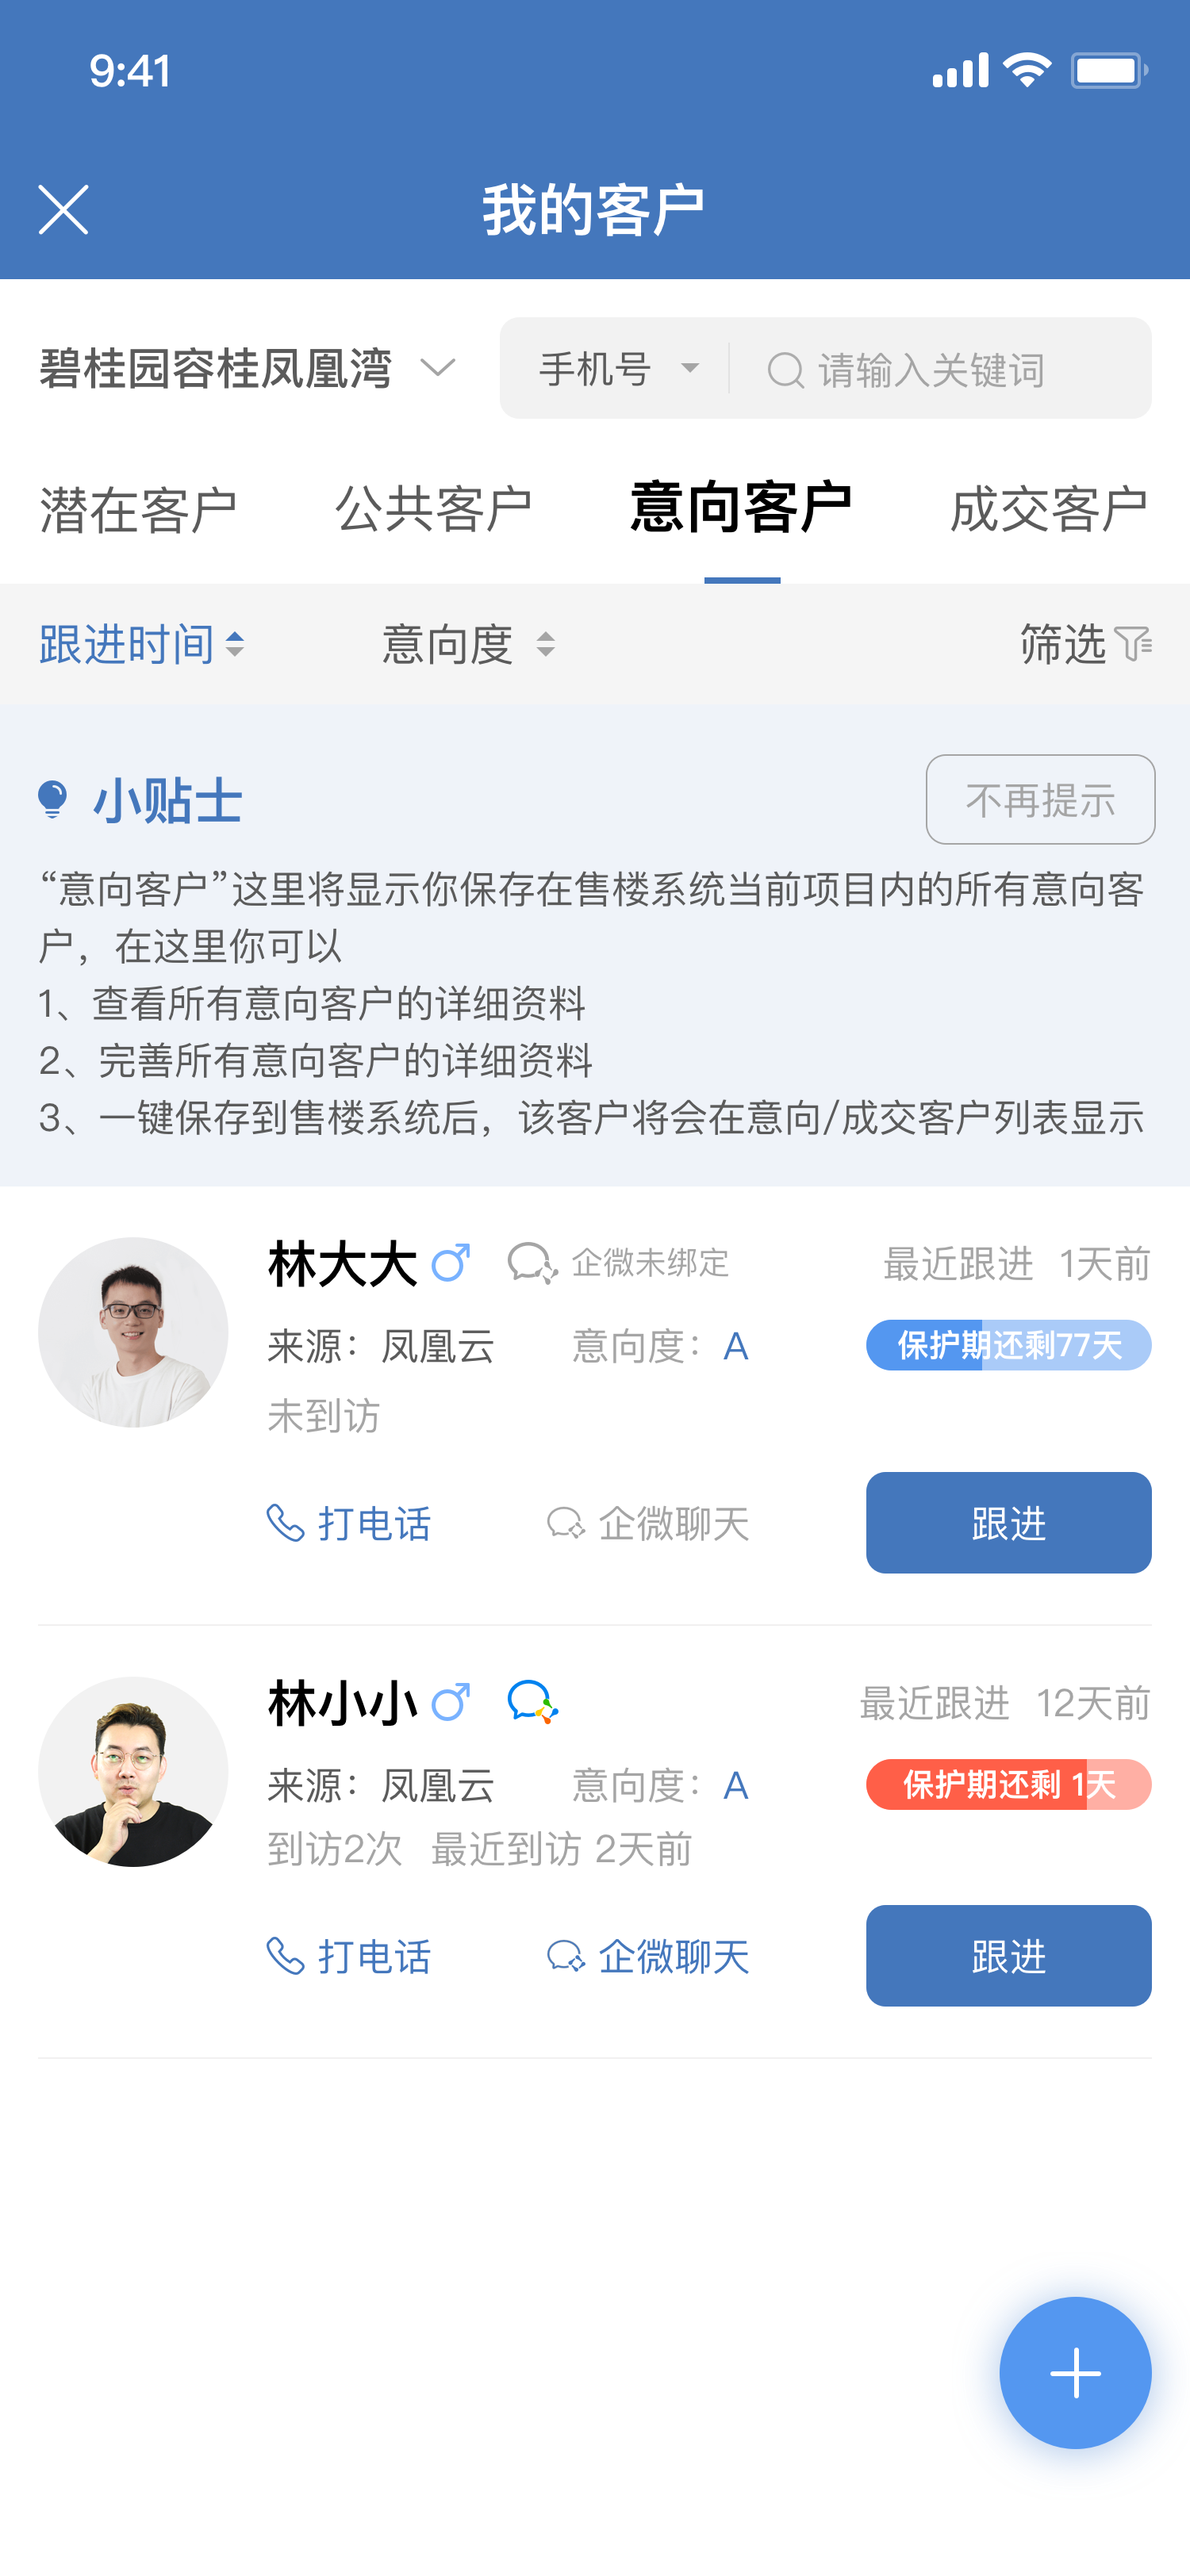 9:41
我的客户
碧桂园容桂凤凰湾 手机号 请输入关键词
潜在客户 公共客户 意向客户 成交客户
跟进时间 意向度 筛选
小贴士 不再提示
“意向客户”这里将显示你保存在售楼系统当前项目内的所有意向客
户，在这里你可以
1、查看所有意向客户的详细资料
2、完善所有意向客户的详细资料
3、一键保存到售楼系统后，该客户将会在意向/成交客户列表显示
林大大 企微未绑定 最近跟进 1天前
来源：凤凰云 意向度：A 保护期还剩77天
未到访
打电话 企微聊天 跟进
林小小 最近跟进 12天前
来源：凤凰云 意向度：A 保护期还剩 1天
到访2次 最近到访 2天前
打电话 企微聊天 跟进